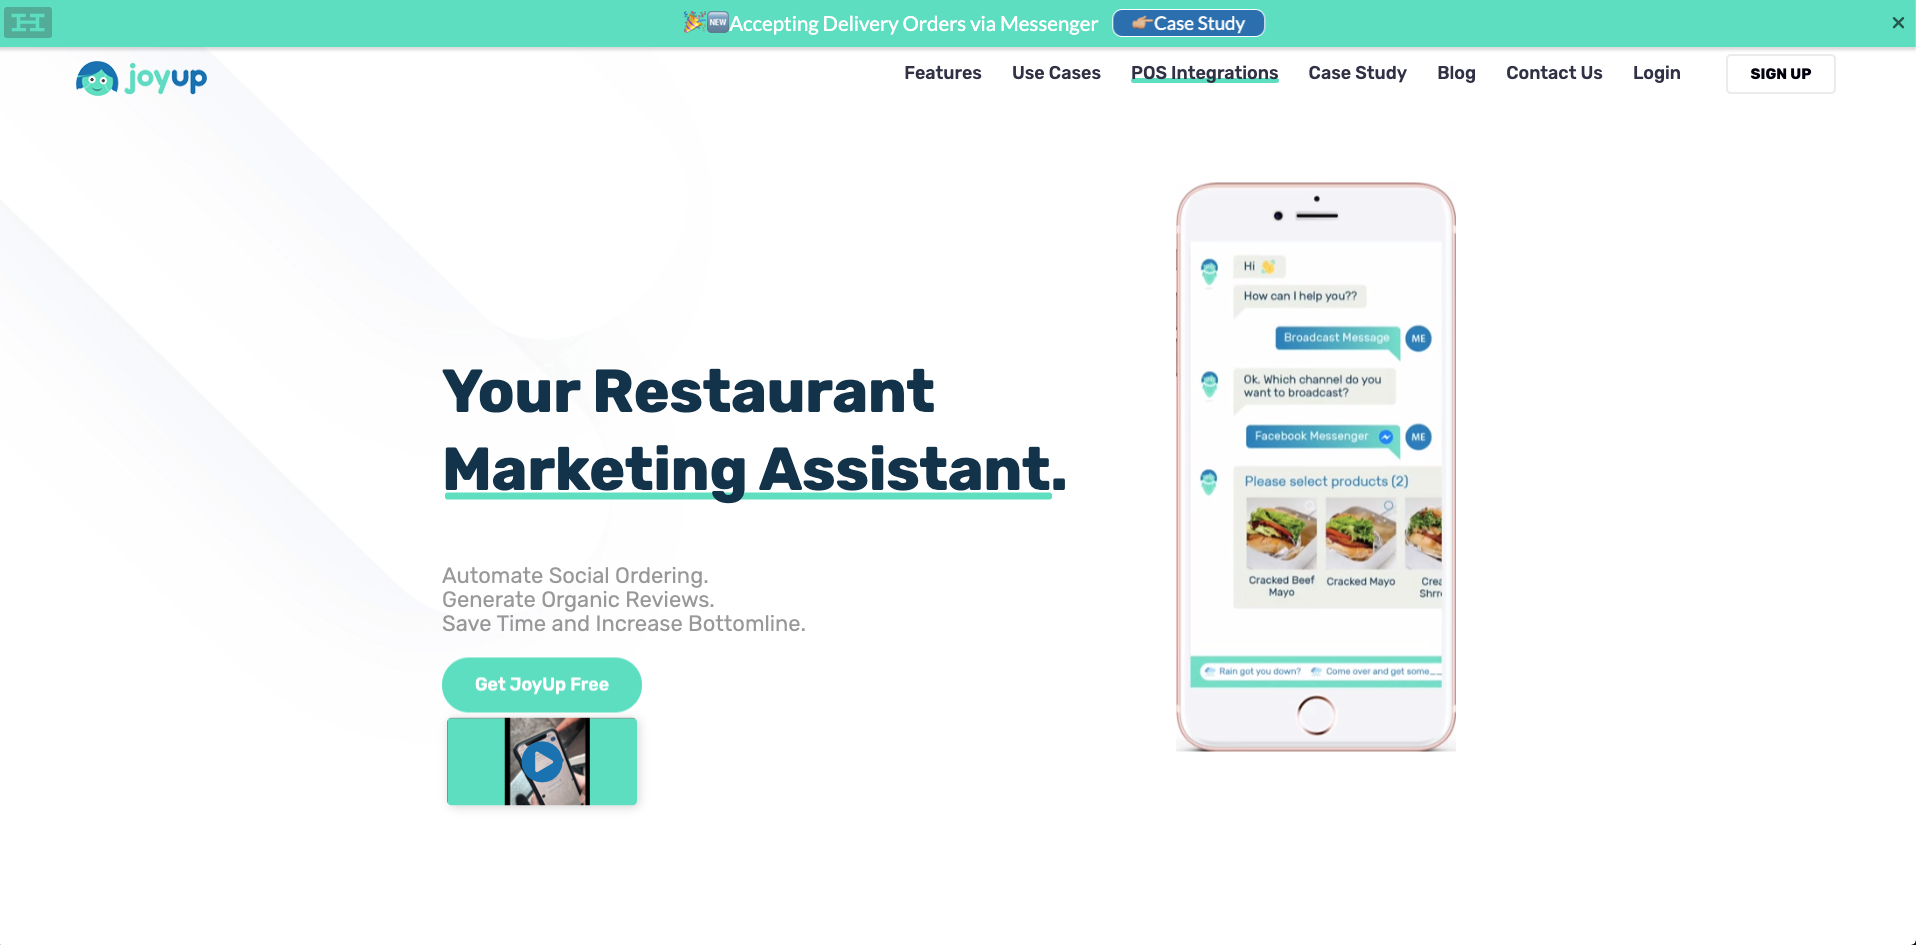 🎉🆕Accepting Delivery Orders via Messenger 👉🏼Case Study ×
joyup
Features Use Cases POS Integrations Case Study Blog Contact Us Login SIGN UP
Your Restaurant
Marketing Assistant.
Automate Social Ordering.
Generate Organic Reviews.
Save Time and Increase Bottomline.
Get JoyUp Free
Hi 👋
How can I help you??
Broadcast Message ME
Ok. Which channel do you
want to broadcast?
Facebook Messenger ME
Please select products (2)
Cracked Beef
Mayo
Cracked Mayo
Crea
Shrr
Rain got you down? Come over and get some__